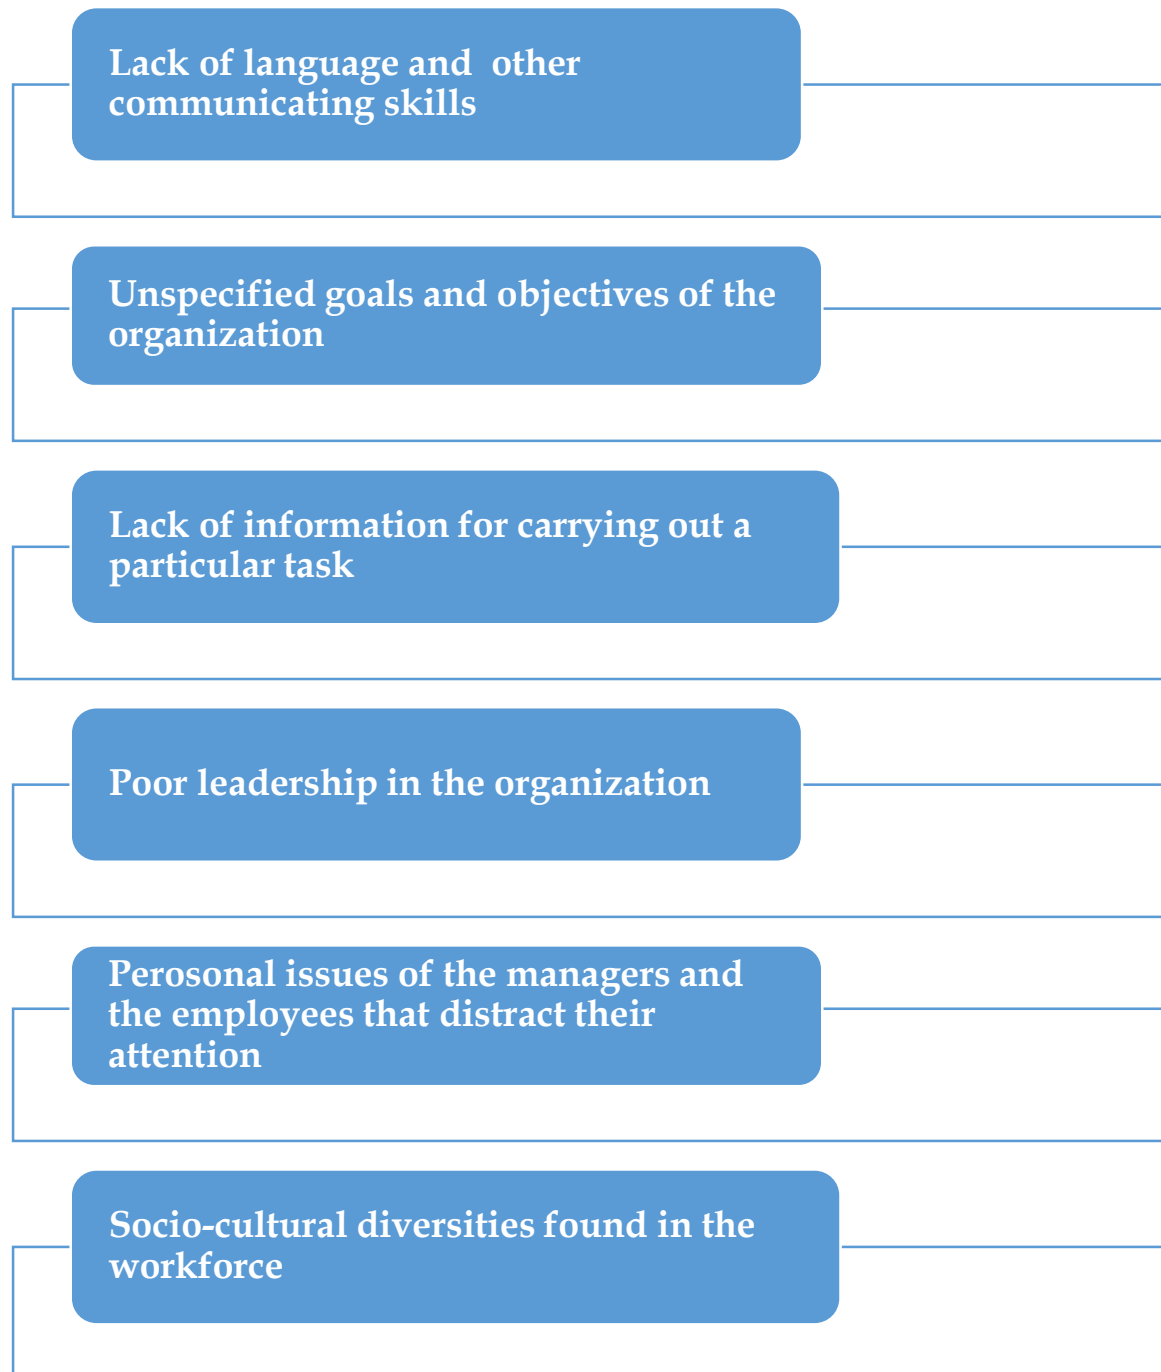 Lack of language and  other
communicating skills
Unspecified goals and objectives of the
organization
Lack of information for carrying out a
particular task
Poor leadership in the organization
Perosonal issues of the managers and
the employees that distract their
attention
Socio-cultural diversities found in the
workforce